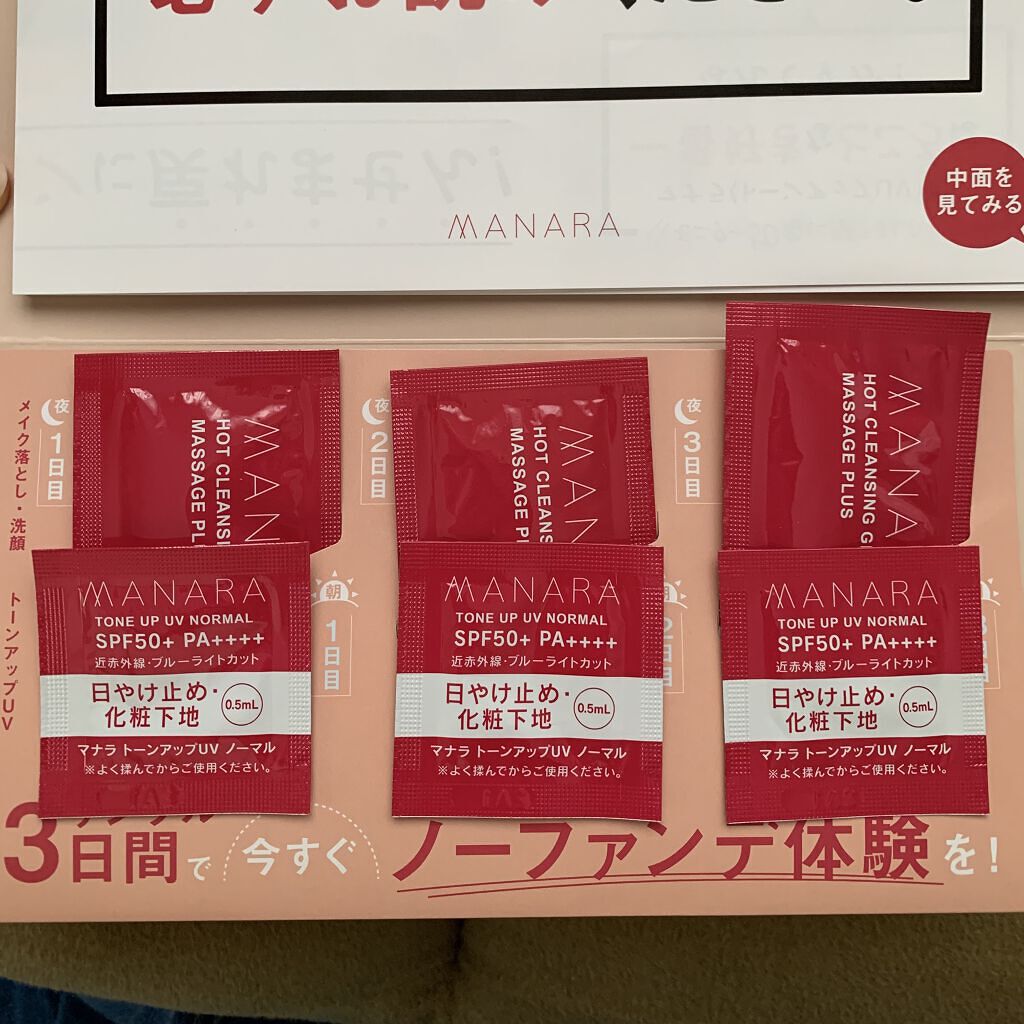 MANARA
中面を
見てみる
メイク落とし・洗顔
夜
1日目
MAN
HOT CLEANSI
MASSAGE PL
夜
2日目
MAN
HOT CLEANS
MASSAGE P
夜
3日目
MANA
HOT CLEANSING G
MASSAGE PLUS
トーンアップUV
MANARA
TONE UP UV NORMAL
SPF50+ PA++++
近赤外線・ブルーライトカット
日やけ止め・
化粧下地
0.5mL
マナラ トーンアップUV ノーマル
※よく揉んでからご使用ください。
朝
1日目
MANARA
TONE UP UV NORMAL
SPF50+ PA++++
近赤外線・ブルーライトカット
日やけ止め・
化粧下地
0.5mL
マナラ トーンアップUV ノーマル
※よく揉んでからご使用ください。
2日目
MANARA
TONE UP UV NORMAL
SPF50+ PA++++
近赤外線・ブルーライトカット
日やけ止め・
化粧下地
0.5mL
マナラ トーンアップUV ノーマル
※よく揉んでからご使用ください。
3日間で今すぐノーファンデ体験を!